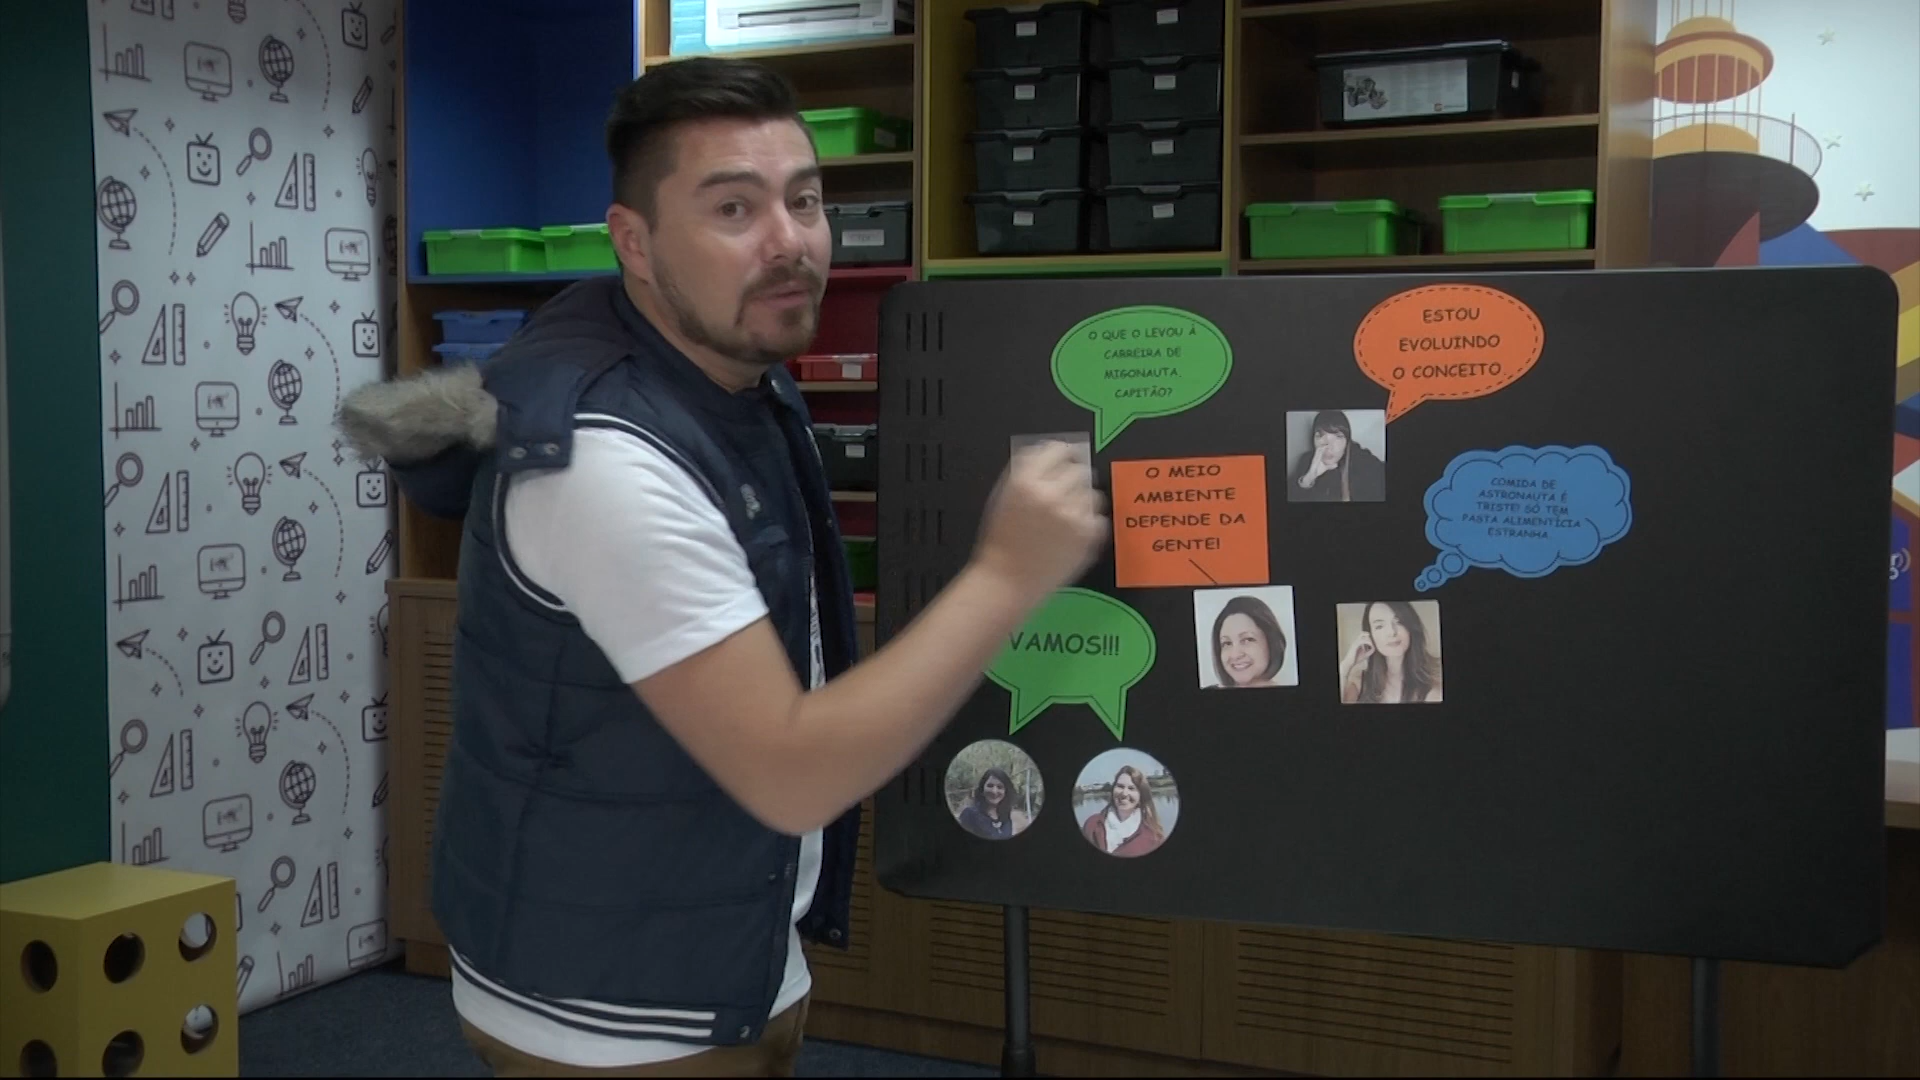 O QUE O LEVOU À
CARREIRA DE
MIGONAUTA,
CAPITÃO?
ESTOU
EVOLUINDO
O CONCEITO
O MEIO
AMBIENTE
DEPENDE DA
GENTE!
COMIDA DE
ASTRONAUTA É
TRISTE! SÓ TEM
PASTA ALIMENTÍCIA
ESTRANHA.
VAMOS!!!